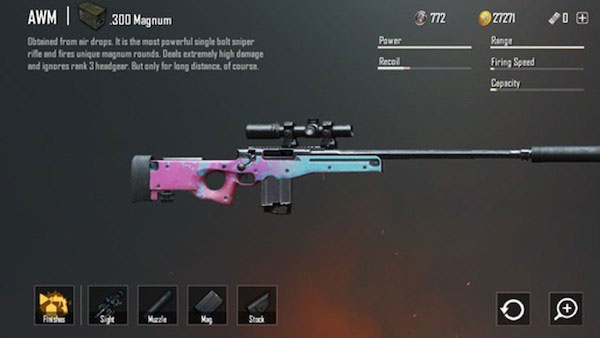 AWM | .300 Magnum
772 27271 0
Obtained from air drops. It is the most powerful single bolt sniper
rifle and fires unique magnum rounds. Deals extremely high damage
and ignores rank 3 headgear. But only for long distance, of course.
Power
Recoil
Range
Firing Speed
Capacity
Finishes
Sight
Muzzle
Mag.
Stock